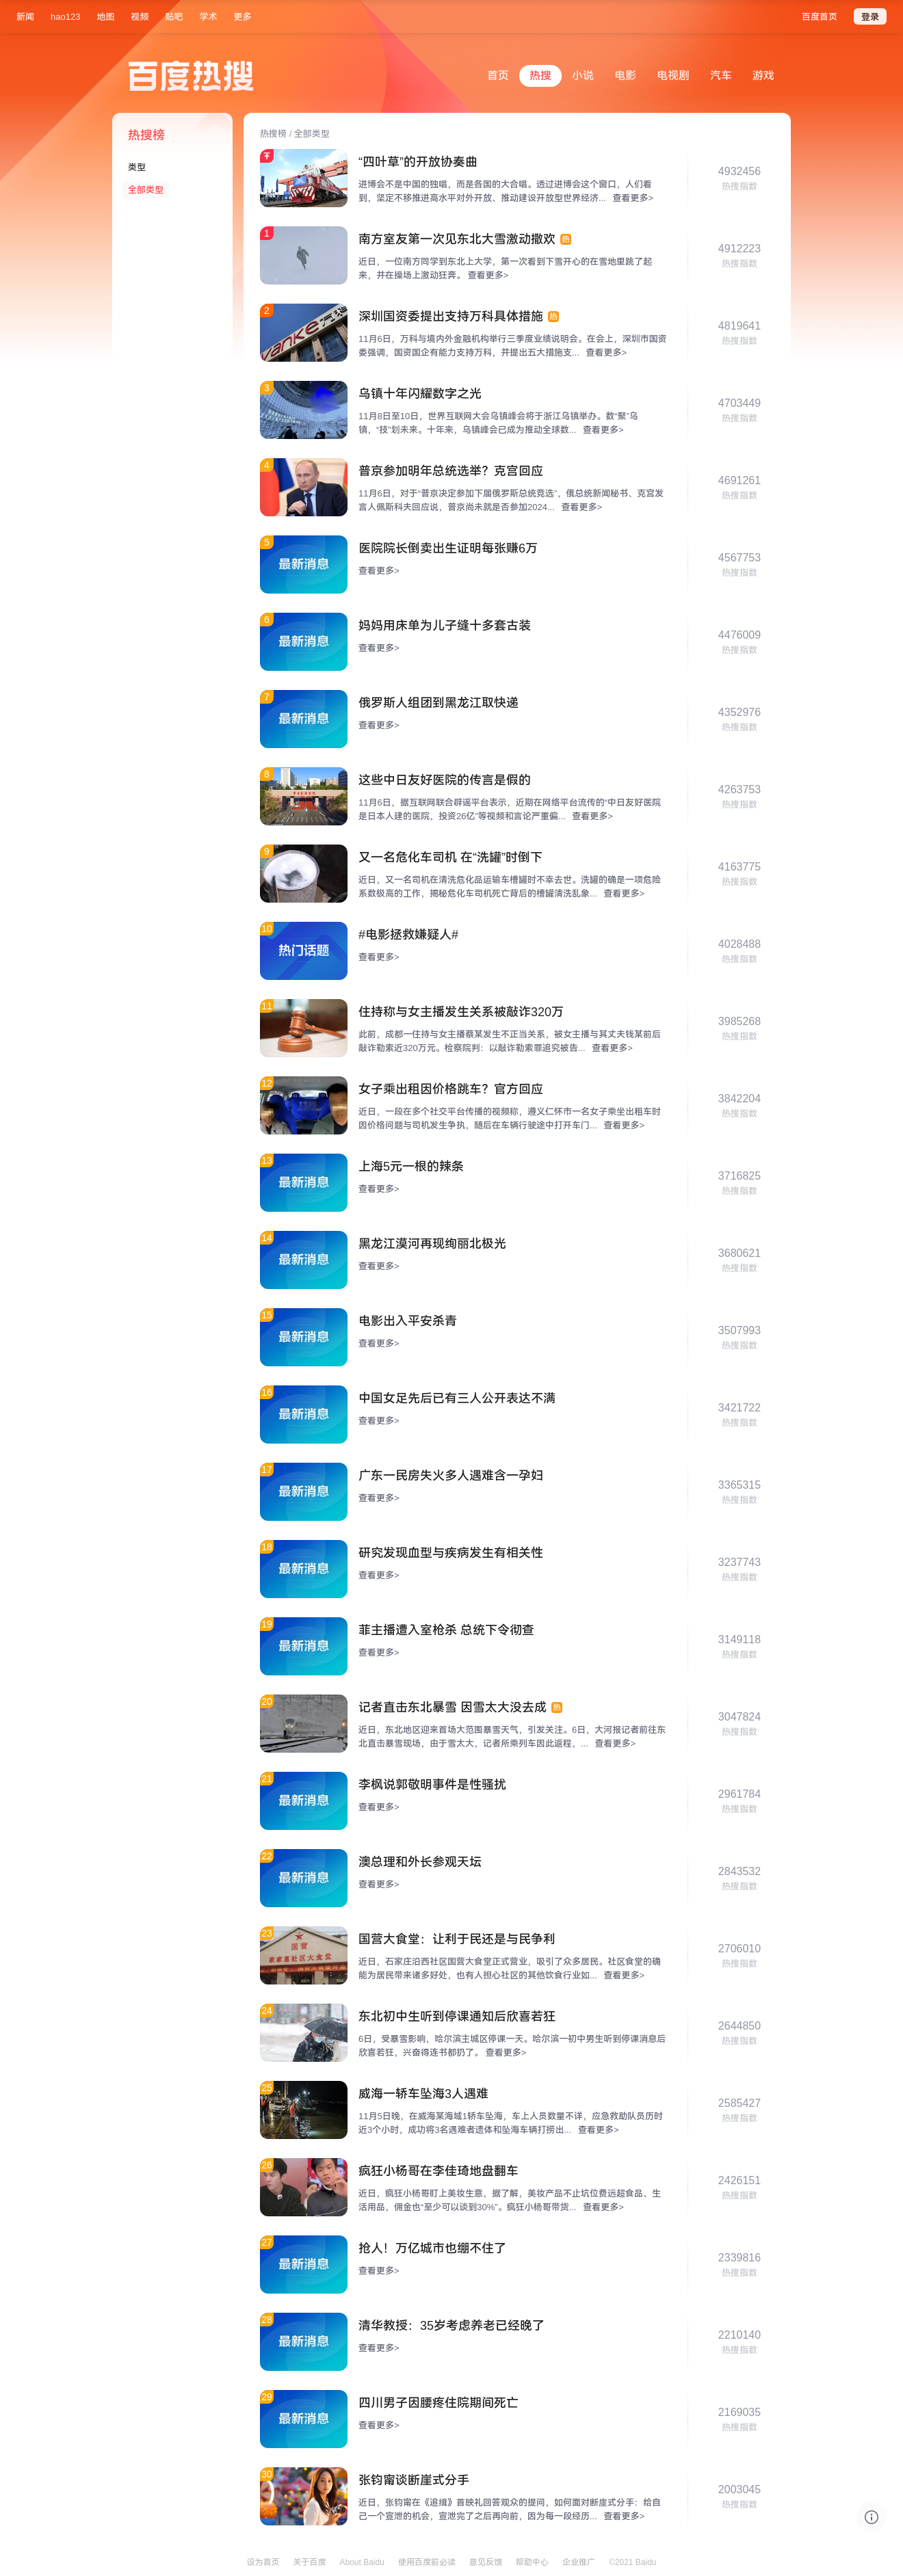 新闻 hao123 地图 视频 贴吧 学术 更多 百度首页 登录
百度热搜
首页 热搜 小说 电影 电视剧 汽车 游戏
热搜榜
类型
全部类型
热搜榜 / 全部类型
“四叶草”的开放协奏曲
进博会不是中国的独唱，而是各国的大合唱。透过进博会这个窗口，人们看
到，坚定不移推进高水平对外开放、推动建设开放型世界经济... 查看更多>
4932456
热搜指数
1
南方室友第一次见东北大雪激动撒欢 热
近日，一位南方同学到东北上大学，第一次看到下雪开心的在雪地里跳了起
来，并在操场上激动狂奔。 查看更多>
4912223
热搜指数
2
深圳国资委提出支持万科具体措施 热
11月6日，万科与境内外金融机构举行三季度业绩说明会。在会上，深圳市国资
委强调，国资国企有能力支持万科，并提出五大措施支... 查看更多>
4819641
热搜指数
3
乌镇十年闪耀数字之光
11月8日至10日，世界互联网大会乌镇峰会将于浙江乌镇举办。数“聚”乌
镇，“技”划未来。十年来，乌镇峰会已成为推动全球数... 查看更多>
4703449
热搜指数
4
普京参加明年总统选举？克宫回应
11月6日，对于“普京决定参加下届俄罗斯总统竞选”，俄总统新闻秘书、克宫发
言人佩斯科夫回应说，普京尚未就是否参加2024... 查看更多>
4691261
热搜指数
5
最新消息
医院院长倒卖出生证明每张赚6万
查看更多>
4567753
热搜指数
6
最新消息
妈妈用床单为儿子缝十多套古装
查看更多>
4476009
热搜指数
7
最新消息
俄罗斯人组团到黑龙江取快递
查看更多>
4352976
热搜指数
8
这些中日友好医院的传言是假的
11月6日，据互联网联合辟谣平台表示，近期在网络平台流传的“中日友好医院
是日本人建的医院，投资26亿”等视频和言论严重偏... 查看更多>
4263753
热搜指数
9
又一名危化车司机 在“洗罐”时倒下
近日，又一名司机在清洗危化品运输车槽罐时不幸去世。洗罐的确是一项危险
系数极高的工作，揭秘危化车司机死亡背后的槽罐清洗乱象... 查看更多>
4163775
热搜指数
10
热门话题
#电影拯救嫌疑人#
查看更多>
4028488
热搜指数
11
住持称与女主播发生关系被敲诈320万
此前，成都一住持与女主播蔡某发生不正当关系，被女主播与其丈夫钱某前后
敲诈勒索近320万元。检察院判：以敲诈勒索罪追究被告... 查看更多>
3985268
热搜指数
12
女子乘出租因价格跳车？官方回应
近日，一段在多个社交平台传播的视频称，遵义仁怀市一名女子乘坐出租车时
因价格问题与司机发生争执，随后在车辆行驶途中打开车门... 查看更多>
3842204
热搜指数
13
最新消息
上海5元一根的辣条
查看更多>
3716825
热搜指数
14
最新消息
黑龙江漠河再现绚丽北极光
查看更多>
3680621
热搜指数
15
最新消息
电影出入平安杀青
查看更多>
3507993
热搜指数
16
最新消息
中国女足先后已有三人公开表达不满
查看更多>
3421722
热搜指数
17
最新消息
广东一民房失火多人遇难含一孕妇
查看更多>
3365315
热搜指数
18
最新消息
研究发现血型与疾病发生有相关性
查看更多>
3237743
热搜指数
19
最新消息
菲主播遭入室枪杀 总统下令彻查
查看更多>
3149118
热搜指数
20
记者直击东北暴雪 因雪太大没去成 热
近日，东北地区迎来首场大范围暴雪天气，引发关注。6日，大河报记者前往东
北直击暴雪现场，由于雪太大，记者所乘列车因此返程，... 查看更多>
3047824
热搜指数
21
最新消息
李枫说郭敬明事件是性骚扰
查看更多>
2961784
热搜指数
22
最新消息
澳总理和外长参观天坛
查看更多>
2843532
热搜指数
23
国营大食堂：让利于民还是与民争利
近日，石家庄沿西社区国营大食堂正式营业，吸引了众多居民。社区食堂的确
能为居民带来诸多好处，也有人担心社区的其他饮食行业如... 查看更多>
2706010
热搜指数
24
东北初中生听到停课通知后欣喜若狂
6日，受暴雪影响，哈尔滨主城区停课一天。哈尔滨一初中男生听到停课消息后
欣喜若狂，兴奋得连书都扔了。 查看更多>
2644850
热搜指数
25
威海一轿车坠海3人遇难
11月5日晚，在威海某海域1轿车坠海，车上人员数量不详，应急救助队员历时
近3个小时，成功将3名遇难者遗体和坠海车辆打捞出... 查看更多>
2585427
热搜指数
26
疯狂小杨哥在李佳琦地盘翻车
近日，疯狂小杨哥盯上美妆生意，据了解，美妆产品不止坑位费远超食品、生
活用品，佣金也“至少可以谈到30%”。疯狂小杨哥带货... 查看更多>
2426151
热搜指数
27
最新消息
抢人！万亿城市也绷不住了
查看更多>
2339816
热搜指数
28
最新消息
清华教授：35岁考虑养老已经晚了
查看更多>
2210140
热搜指数
29
最新消息
四川男子因腰疼住院期间死亡
查看更多>
2169035
热搜指数
30
张钧甯谈断崖式分手
近日，张钧甯在《追缉》首映礼回答观众的提问，如何面对断崖式分手：给自
己一个宣泄的机会，宣泄完了之后再向前，因为每一段经历... 查看更多>
2003045
热搜指数
设为首页 关于百度 About Baidu 使用百度前必读 意见反馈 帮助中心 企业推广 ©2021 Baidu